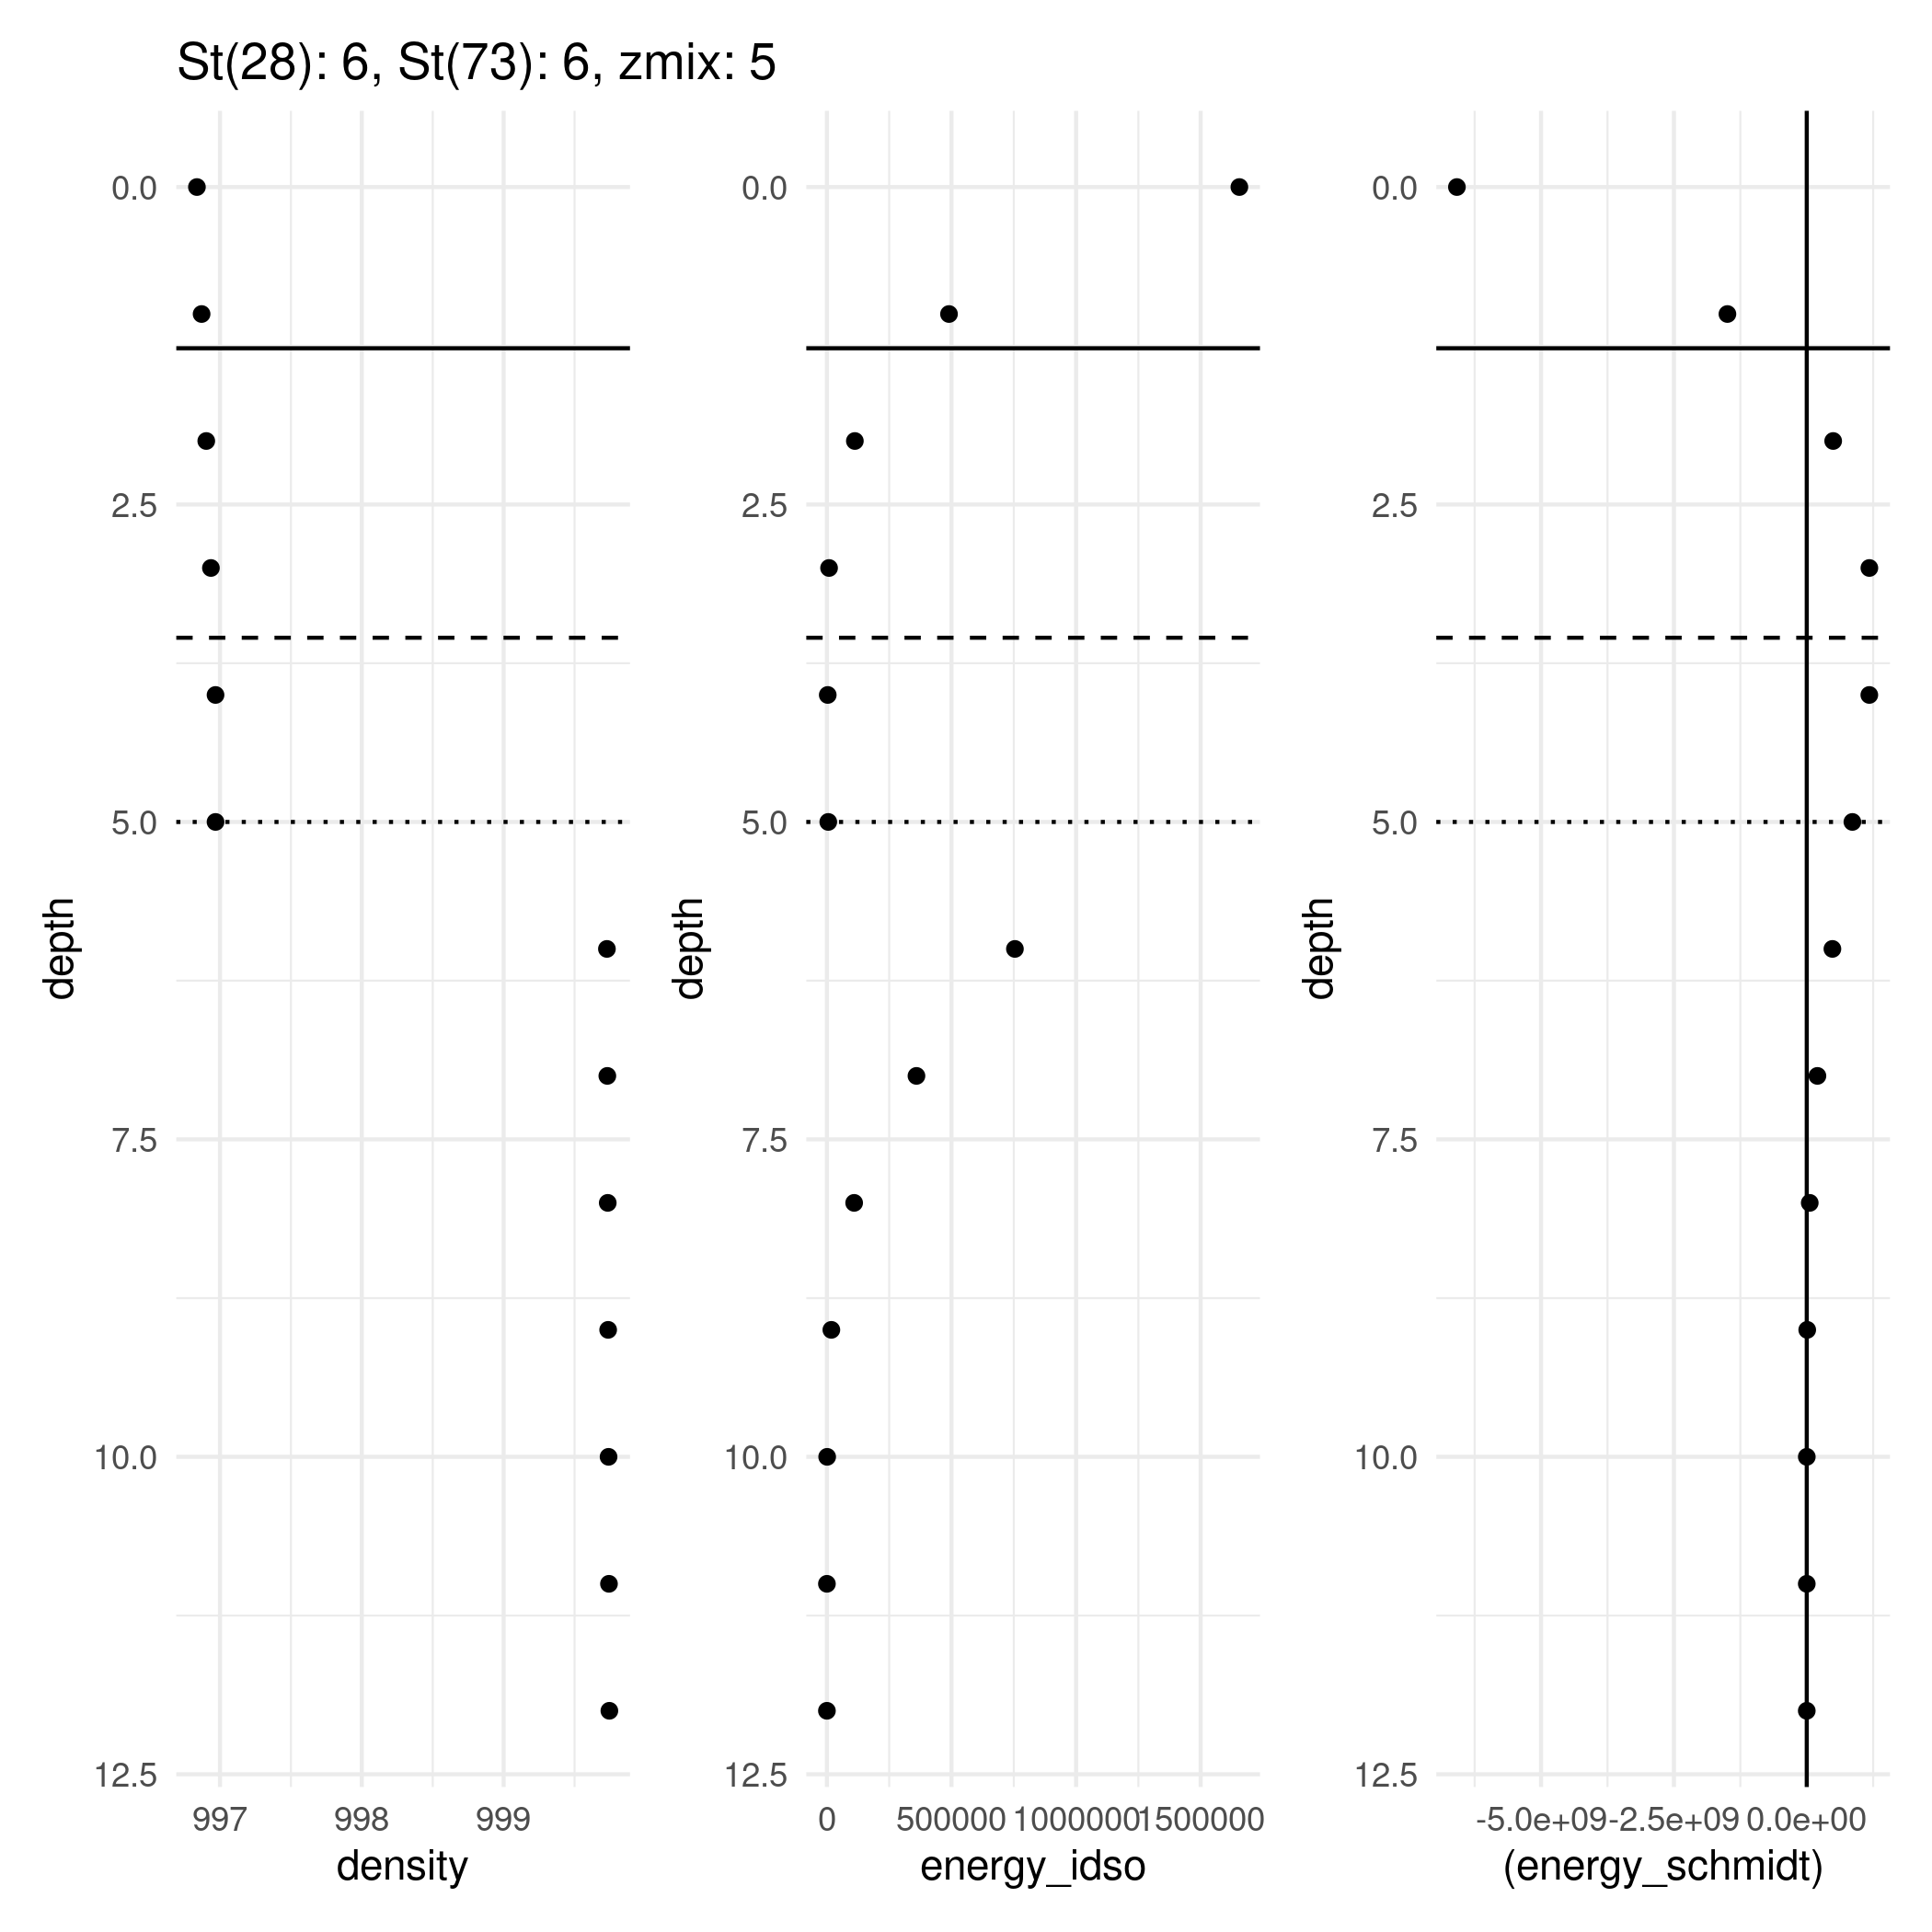 St(28): 6, St(73): 6, zmix: 5
0.0
2.5
5.0
7.5
10.0
12.5
depth
997 998 999
density
0.0
2.5
5.0
7.5
10.0
12.5
depth
0 500000 1000000 1500000
energy_idso
0.0
2.5
5.0
7.5
10.0
12.5
depth
-5.0e+09 -2.5e+09 0.0e+00
(energy_schmidt)